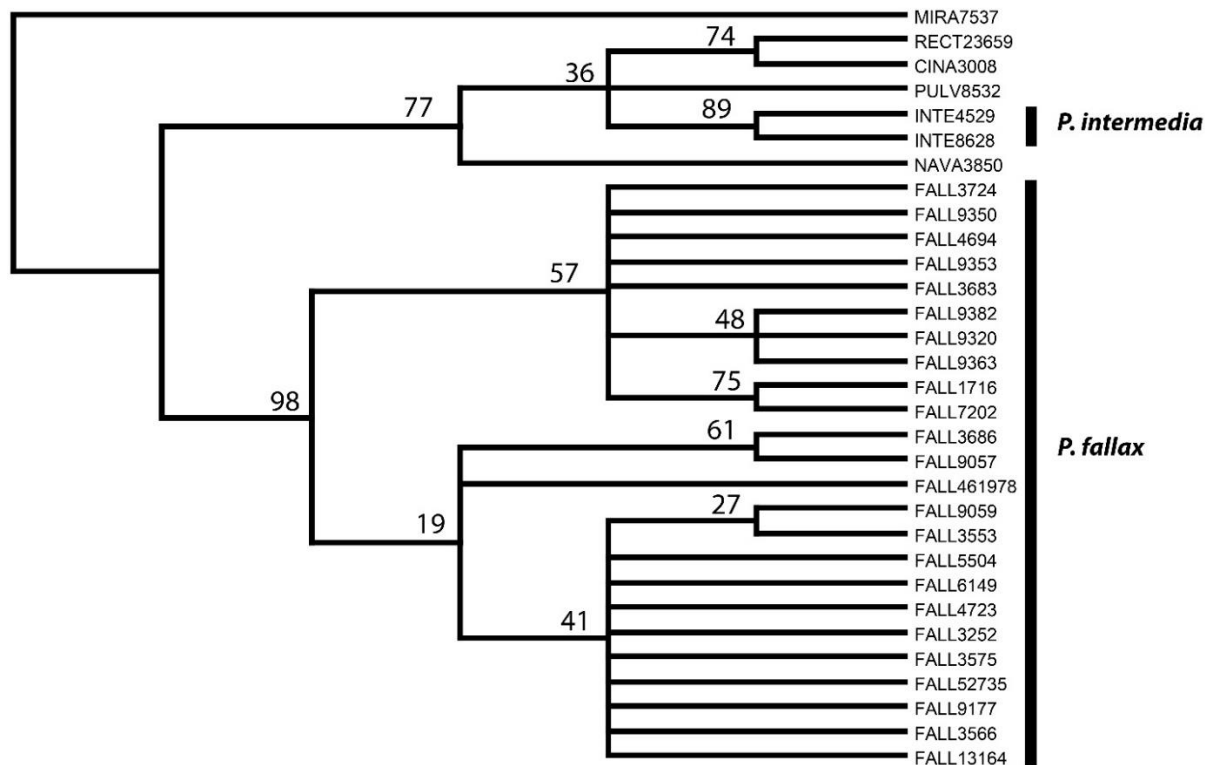 MIRA7537
74
RECT23659
36
CINA3008
77
PULV8532
89
INTE4529
P. intermedia
INTE8628
NAVA3850
FALL3724
FALL9350
FALL4694
57
FALL9353
FALL3683
48
FALL9382
FALL9320
FALL9363
75
FALL1716
98
FALL7202
61
FALL3686
P. fallax
FALL9057
FALL461978
27
FALL9059
19
FALL3553
FALL5504
FALL6149
41
FALL4723
FALL3252
FALL3575
FALL52735
FALL9177
FALL3566
FALL13164